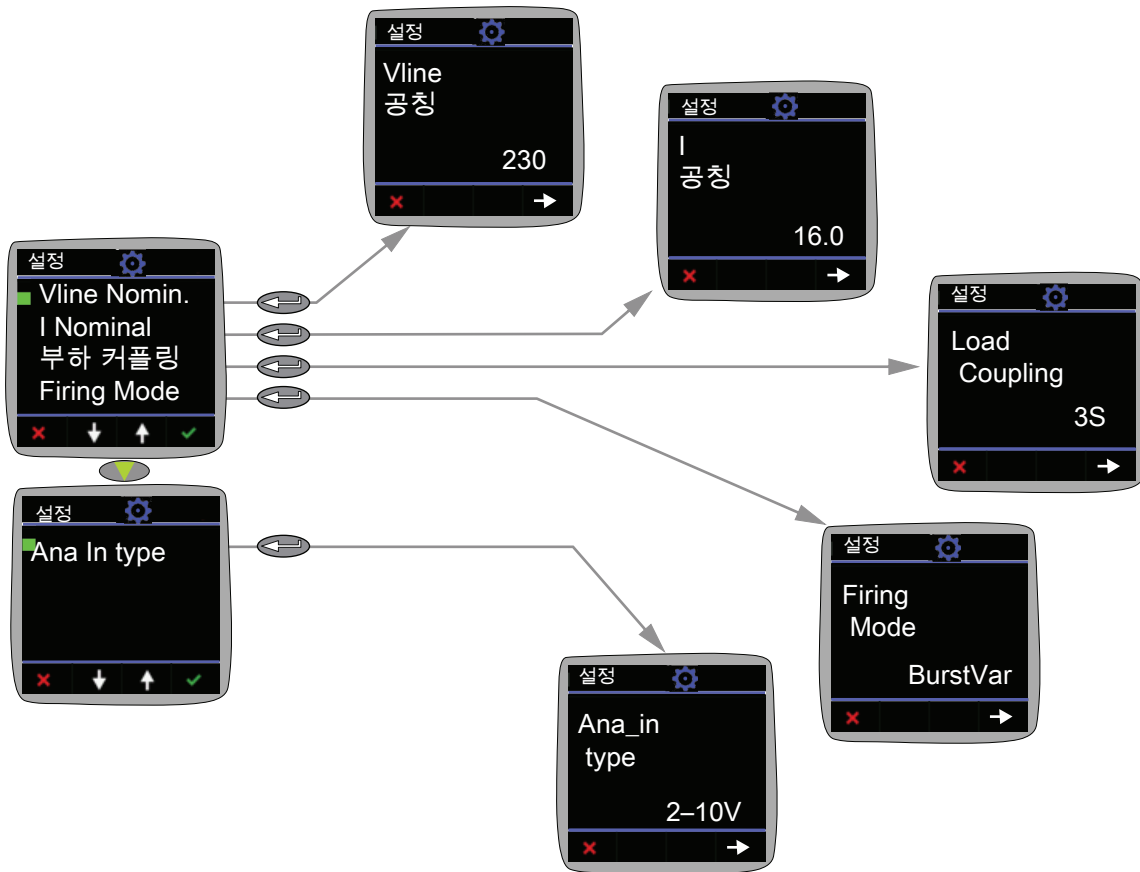 설정
Vline
공칭
230
설정
I
공칭
16.0
설정
Vline Nomin.
I Nominal
부하 커플링
Firing Mode
설정
Load
Coupling
3S
설정
Ana In type
설정
Firing
Mode
BurstVar
설정
Ana_in
type
2–10V